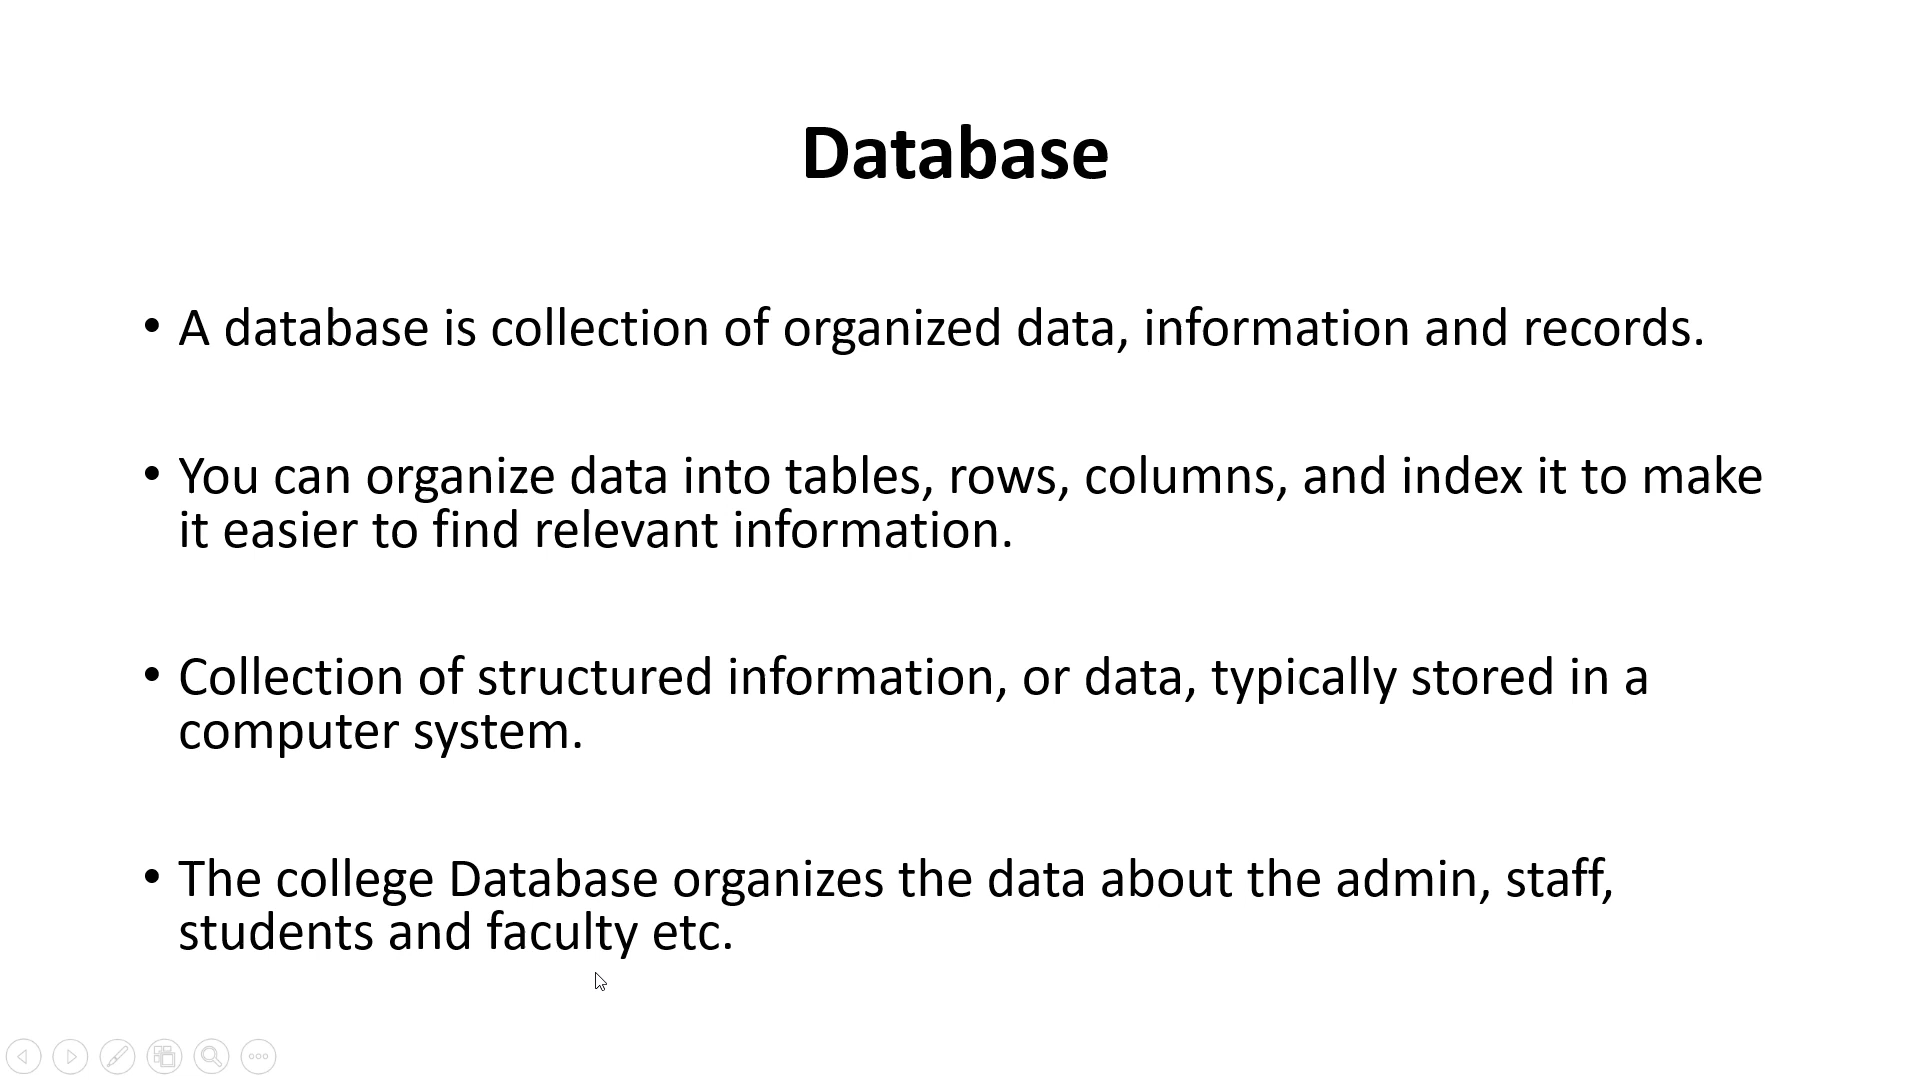 Database
• A database is collection of organized data, information and records.
• You can organize data into tables, rows, columns, and index it to make
it easier to find relevant information.
• Collection of structured information, or data, typically stored in a
computer system.
• The college Database organizes the data about the admin, staff,
students and faculty etc.